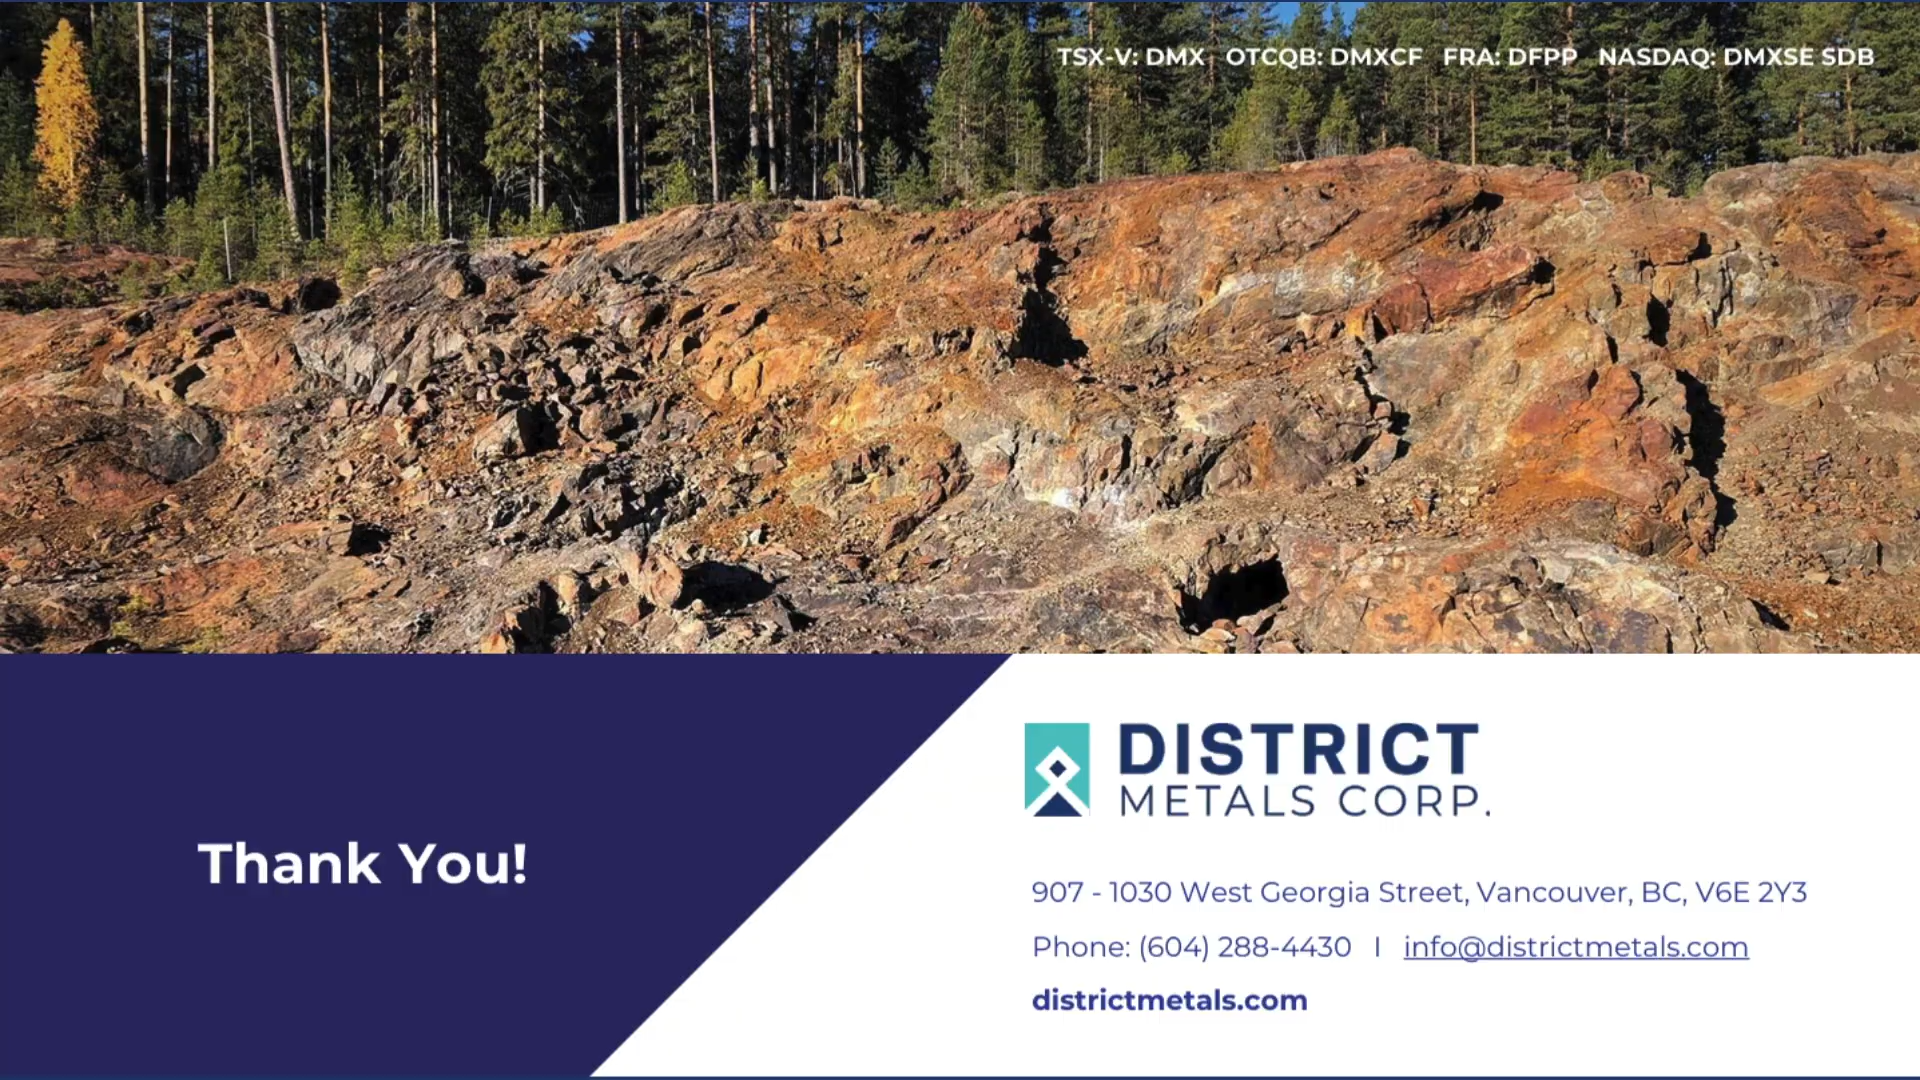 TSX-V: DMX OTCQB: DMXCF FRA: DFPP NASDAQ: DMXSE SDB
DISTRICT
METALS CORP.
Thank You!
907 - 1030 West Georgia Street, Vancouver, BC, V6E 2Y3
Phone: (604) 288-4430 I info@districtmetals.com
districtmetals.com